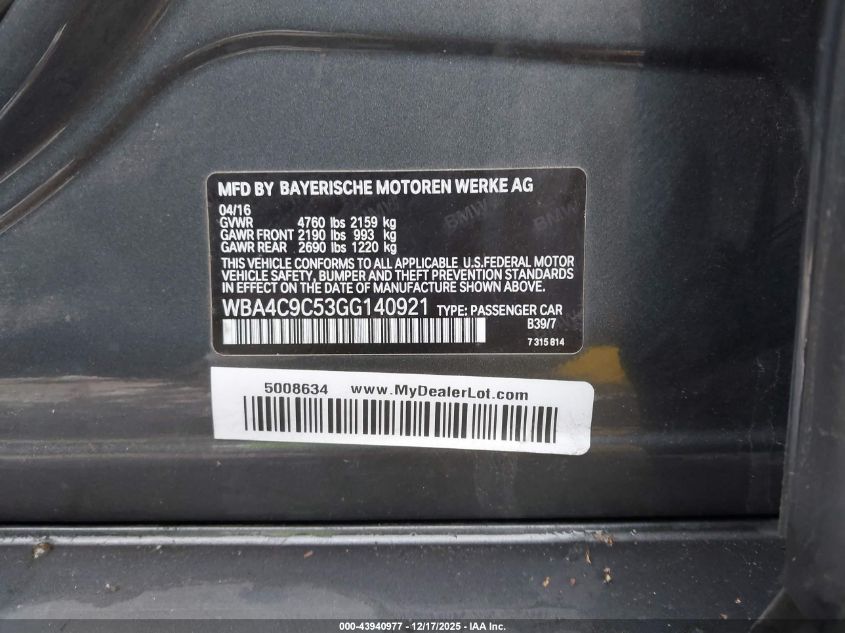 MFD BY BAYERISCHE MOTOREN WERKE AG
04/16
GVWR 4760 lbs 2159 kg
GAWR FRONT 2190 lbs 993 kg
GAWR REAR 2690 lbs 1220 kg
THIS VEHICLE CONFORMS TO ALL APPLICABLE U.S.FEDERAL MOTOR
VEHICLE SAFETY, BUMPER AND THEFT PREVENTION STANDARDS
IN EFFECT ON THE DATE OF MANUFACTURE SHOWN ABOVE.
WBA4C9C53GG140921 TYPE: PASSENGER CAR
B39/7
7 315 814
BMW
BMW
5008634 www.MyDealerLot.com
000-43940977 — 12/17/2025 — IAA Inc.